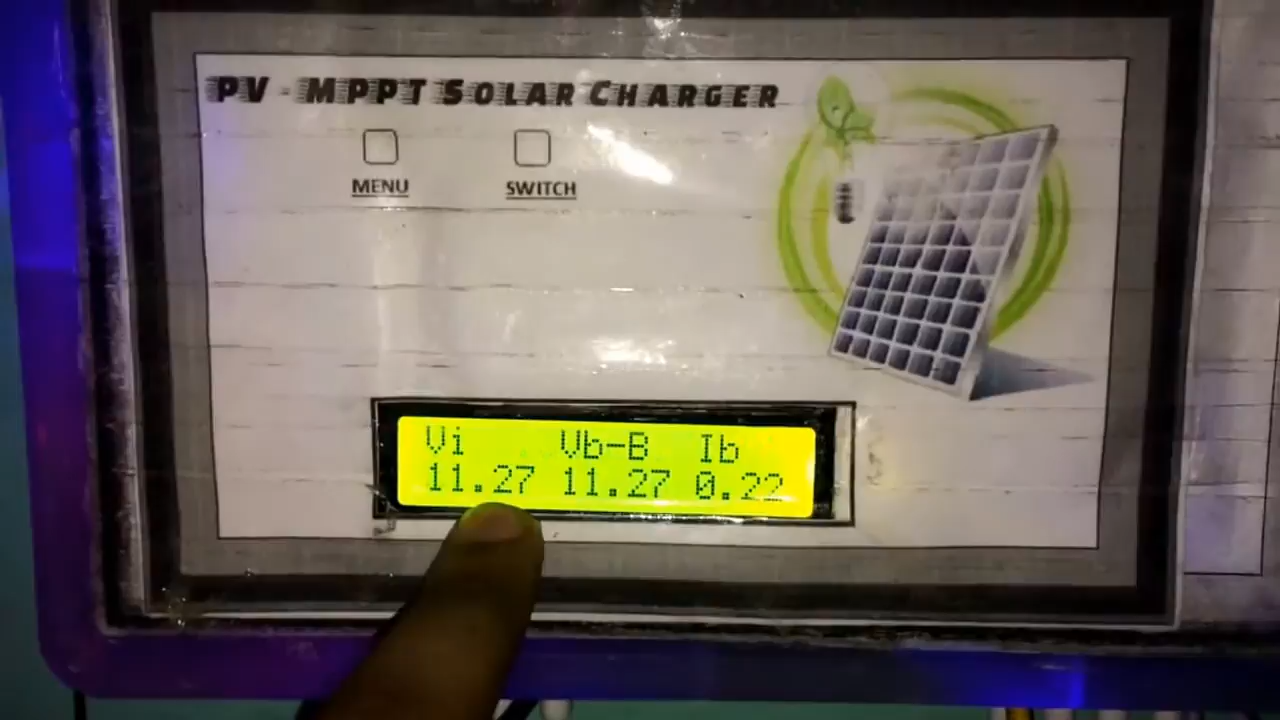 PV - MPPT SOLAR CHARGER
MENU SWITCH
Vi Vb-B Ib
11.27 11.27 0.22